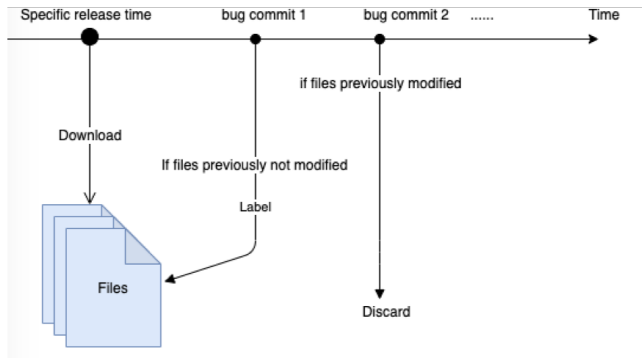 Specific release time
bug commit 1
bug commit 2
......
Time
if files previously modified
Download
If files previously not modified
Label
Files
Discard